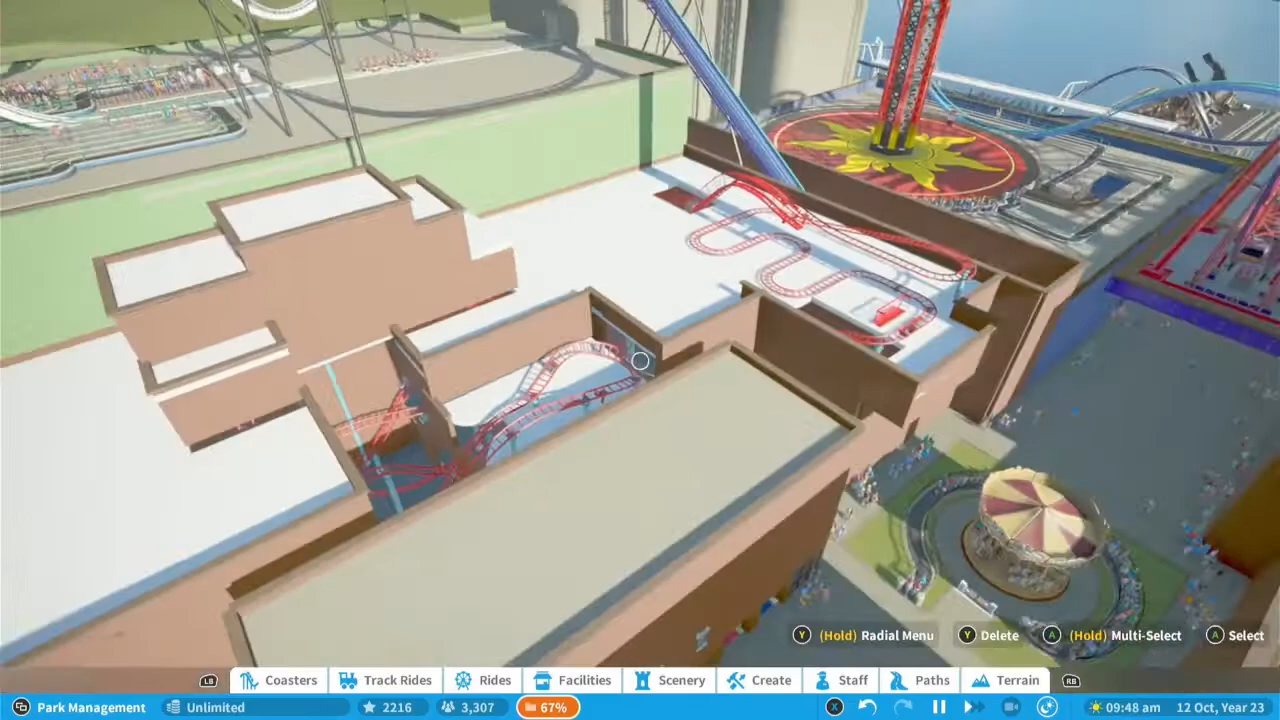 Y (Hold) Radial Menu Y Delete A (Hold) Multi-Select A Select
LB Coasters Track Rides Rides Facilities Scenery Create Staff Paths Terrain RB
Park Management Unlimited 2216 3,307 67% X 09:48 am 12 Oct, Year 23